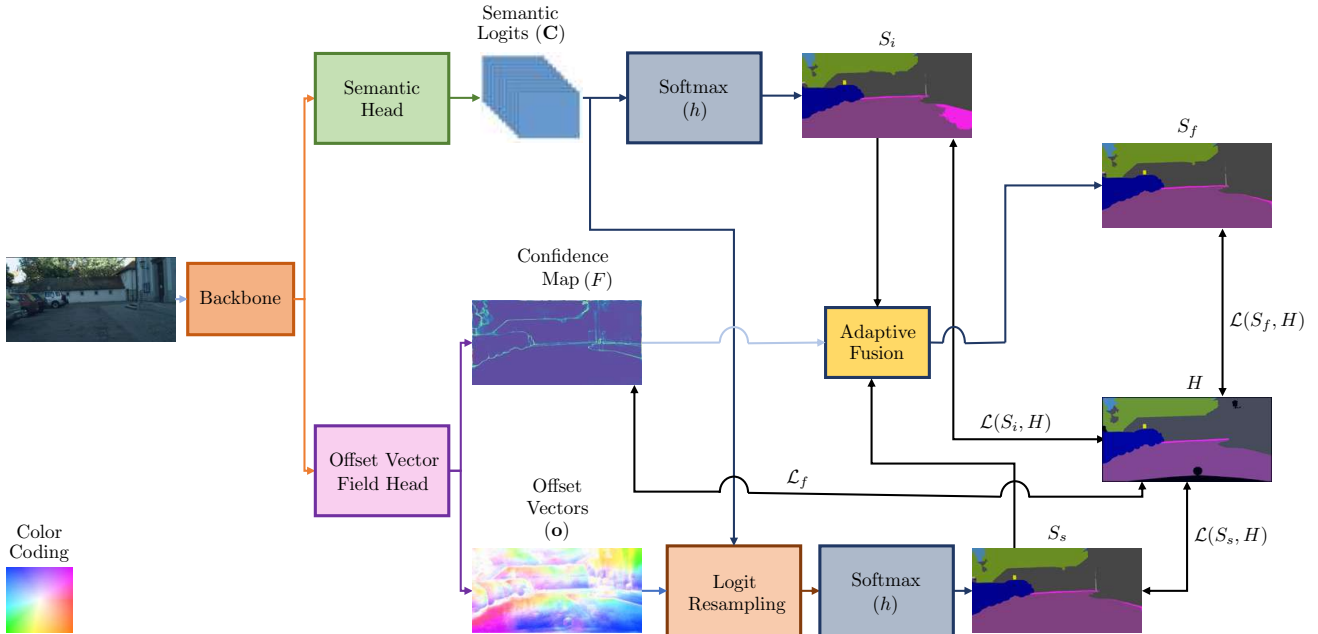 Semantic
Logits (C)
Semantic
Head
Softmax
(h)
S_i
S_f
Backbone
Confidence
Map (F)
Adaptive
Fusion
L(S_f, H)
H
L(S_i, H)
Offset Vector
Field Head
L_f
Offset
Vectors
(o)
Color
Coding
S_s
L(S_s, H)
Logit
Resampling
Softmax
(h)